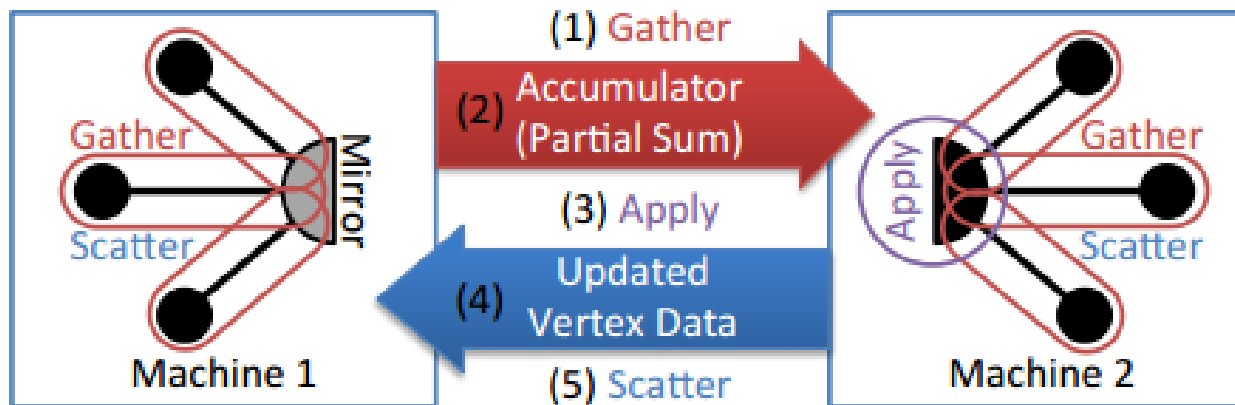 Gather
Scatter
Mirror
Machine 1
(1) Gather
(2) Accumulator
(Partial Sum)
(3) Apply
(4) Updated
Vertex Data
(5) Scatter
Apply
Gather
Scatter
Machine 2